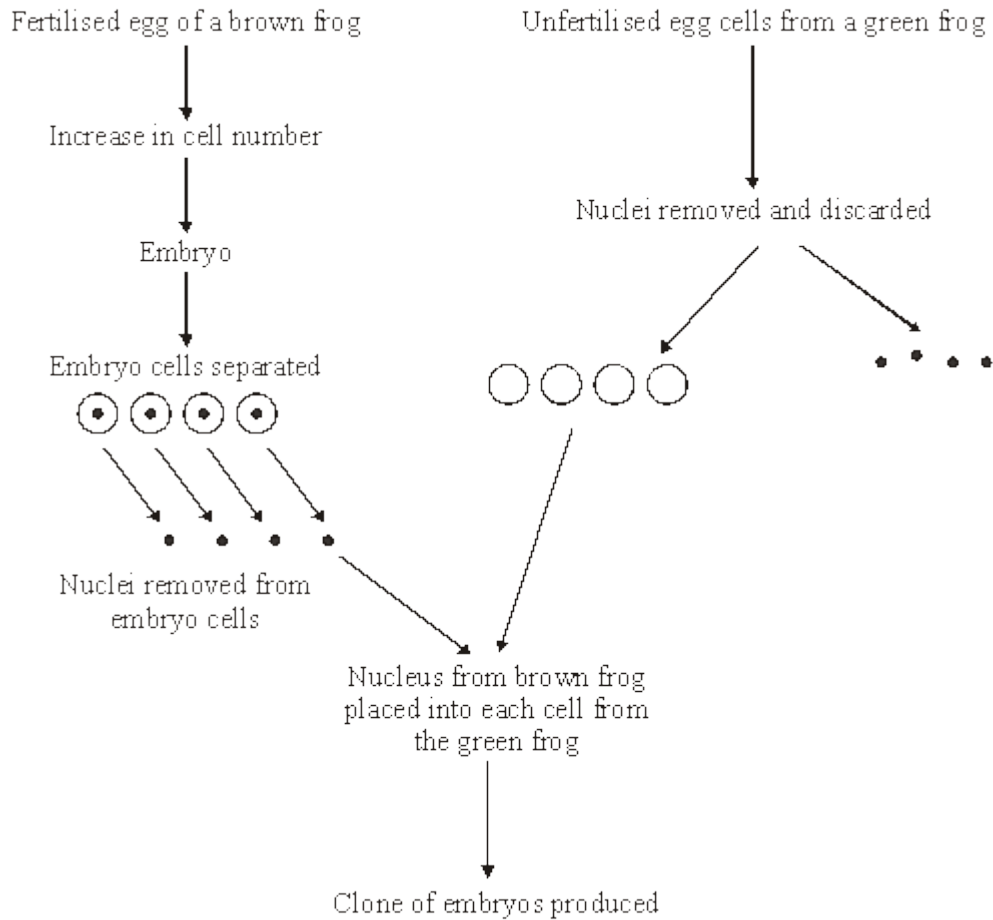 Fertilised egg of a brown frog
Increase in cell number
Embryo
Embryo cells separated
Nuclei removed from
embryo cells
Unfertilised egg cells from a green frog
Nuclei removed and discarded
Nucleus from brown frog
placed into each cell from
the green frog
Clone of embryos produced